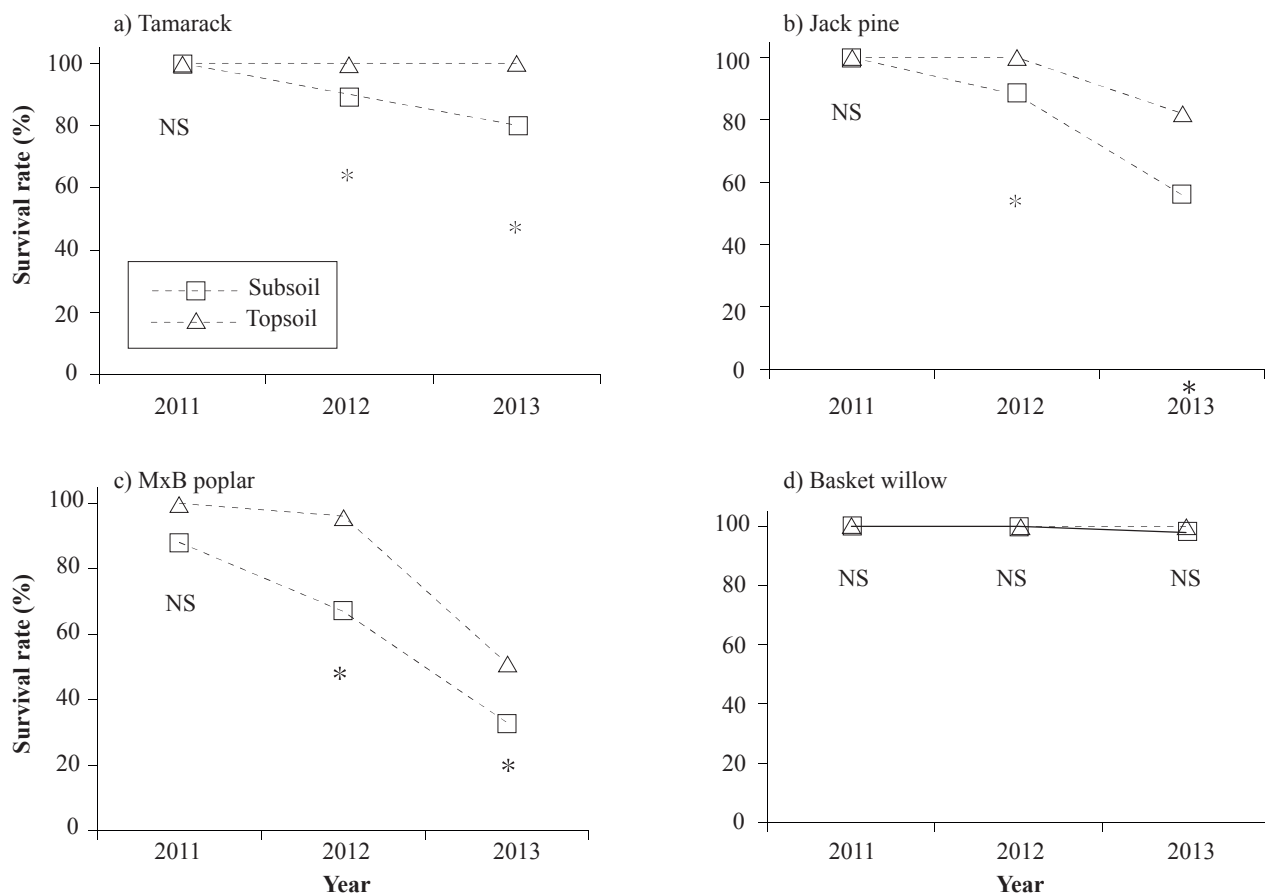 a) Tamarack
Survival rate (%)
100
80
60
40
20
0
NS
*
*
Subsoil
Topsoil
2011
2012
2013
b) Jack pine
100
80
60
40
20
0
NS
*
*
2011
2012
2013
c) MxB poplar
Survival rate (%)
100
80
60
40
20
0
NS
*
*
2011
2012
2013
Year
d) Basket willow
100
80
60
40
20
0
NS
NS
NS
2011
2012
2013
Year